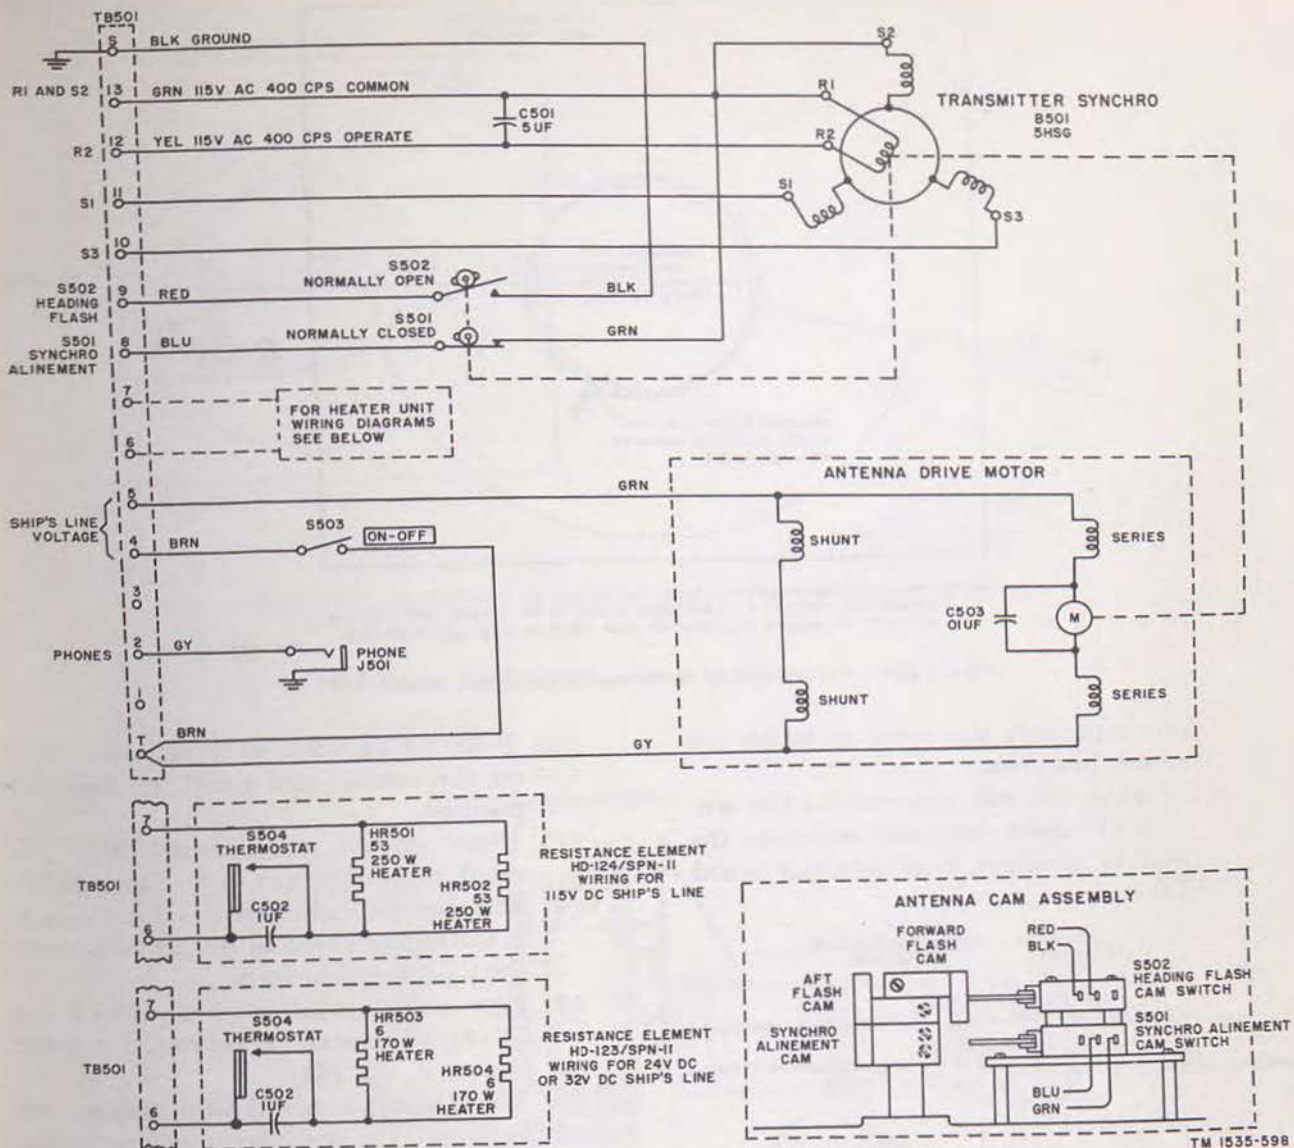 TB501
S
BLK GROUND
S2
R1 AND S2
13
GRN 115V AC 400 CPS COMMON
R1
TRANSMITTER SYNCHRO
B501
5HSG
C501
5UF
R2
12
YEL 115V AC 400 CPS OPERATE
R2
S1
11
S1
S3
S3
10
S502
HEADING
FLASH
9
RED
S502
NORMALLY OPEN
BLK
S501
SYNCHRO
ALINEMENT
8
BLU
S501
NORMALLY CLOSED
GRN
7
6
FOR HEATER UNIT
WIRING DIAGRAMS
SEE BELOW
SHIP'S LINE
VOLTAGE
5
GRN
ANTENNA DRIVE MOTOR
4
BRN
S503
ON-OFF
SHUNT
SERIES
3
C503
01UF
M
PHONES
2
GY
PHONE
J501
1
SHUNT
SERIES
T
BRN
GY
TB501
7
6
S504
THERMOSTAT
C502
1UF
HR501
53
250 W
HEATER
HR502
53
250 W
HEATER
RESISTANCE ELEMENT
HD-124/SPN-11
WIRING FOR
115V DC SHIP'S LINE
TB501
7
6
S504
THERMOSTAT
C502
1UF
HR503
6
170 W
HEATER
HR504
6
170 W
HEATER
RESISTANCE ELEMENT
HD-123/SPN-11
WIRING FOR 24V DC
OR 32V DC SHIP'S LINE
ANTENNA CAM ASSEMBLY
FORWARD
FLASH
CAM
RED
BLK
AFT
FLASH
CAM
S502
HEADING FLASH
CAM SWITCH
SYNCHRO
ALINEMENT
CAM
S501
SYNCHRO ALINEMENT
CAM SWITCH
BLU
GRN
TM 1535-598